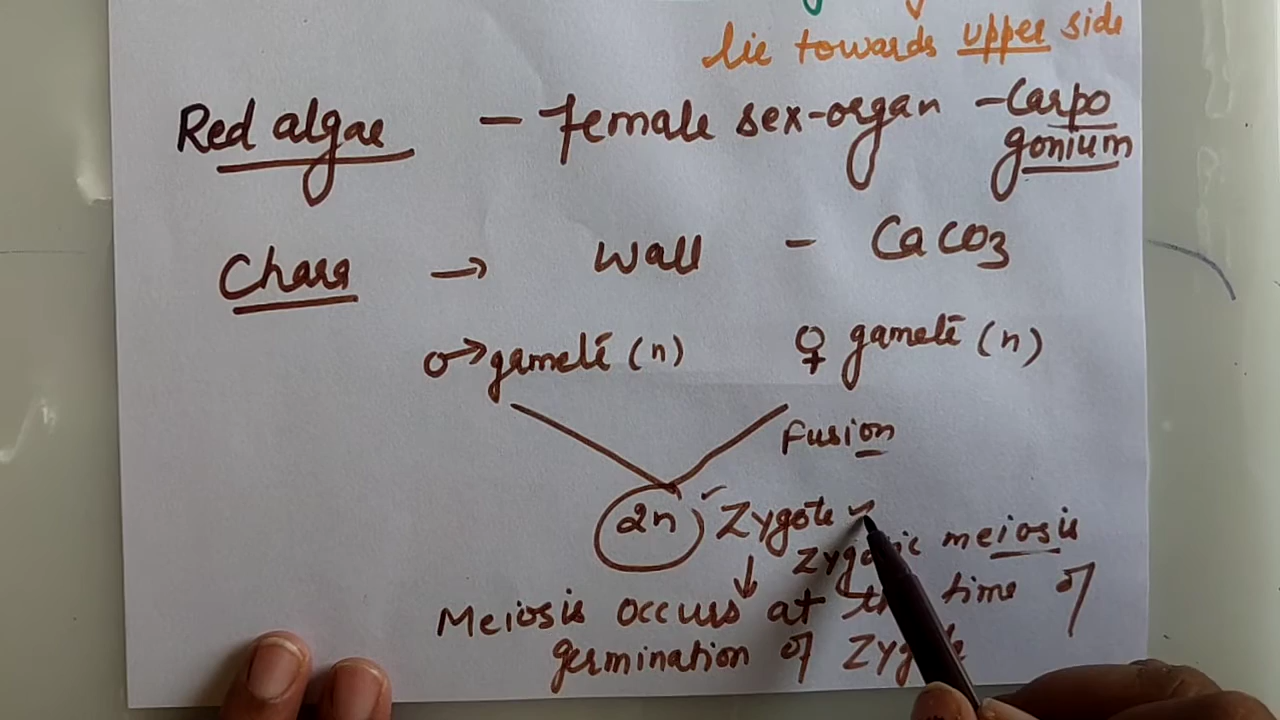 lie towards upper side
Red algae - female sex-organ - Carpo
gonium
Chara → wall - CaCO3
♂ gamete (n) ♀ gamete (n)
Fusion
2n Zygote
meiosis
Meiosis occurs at time of
germination of